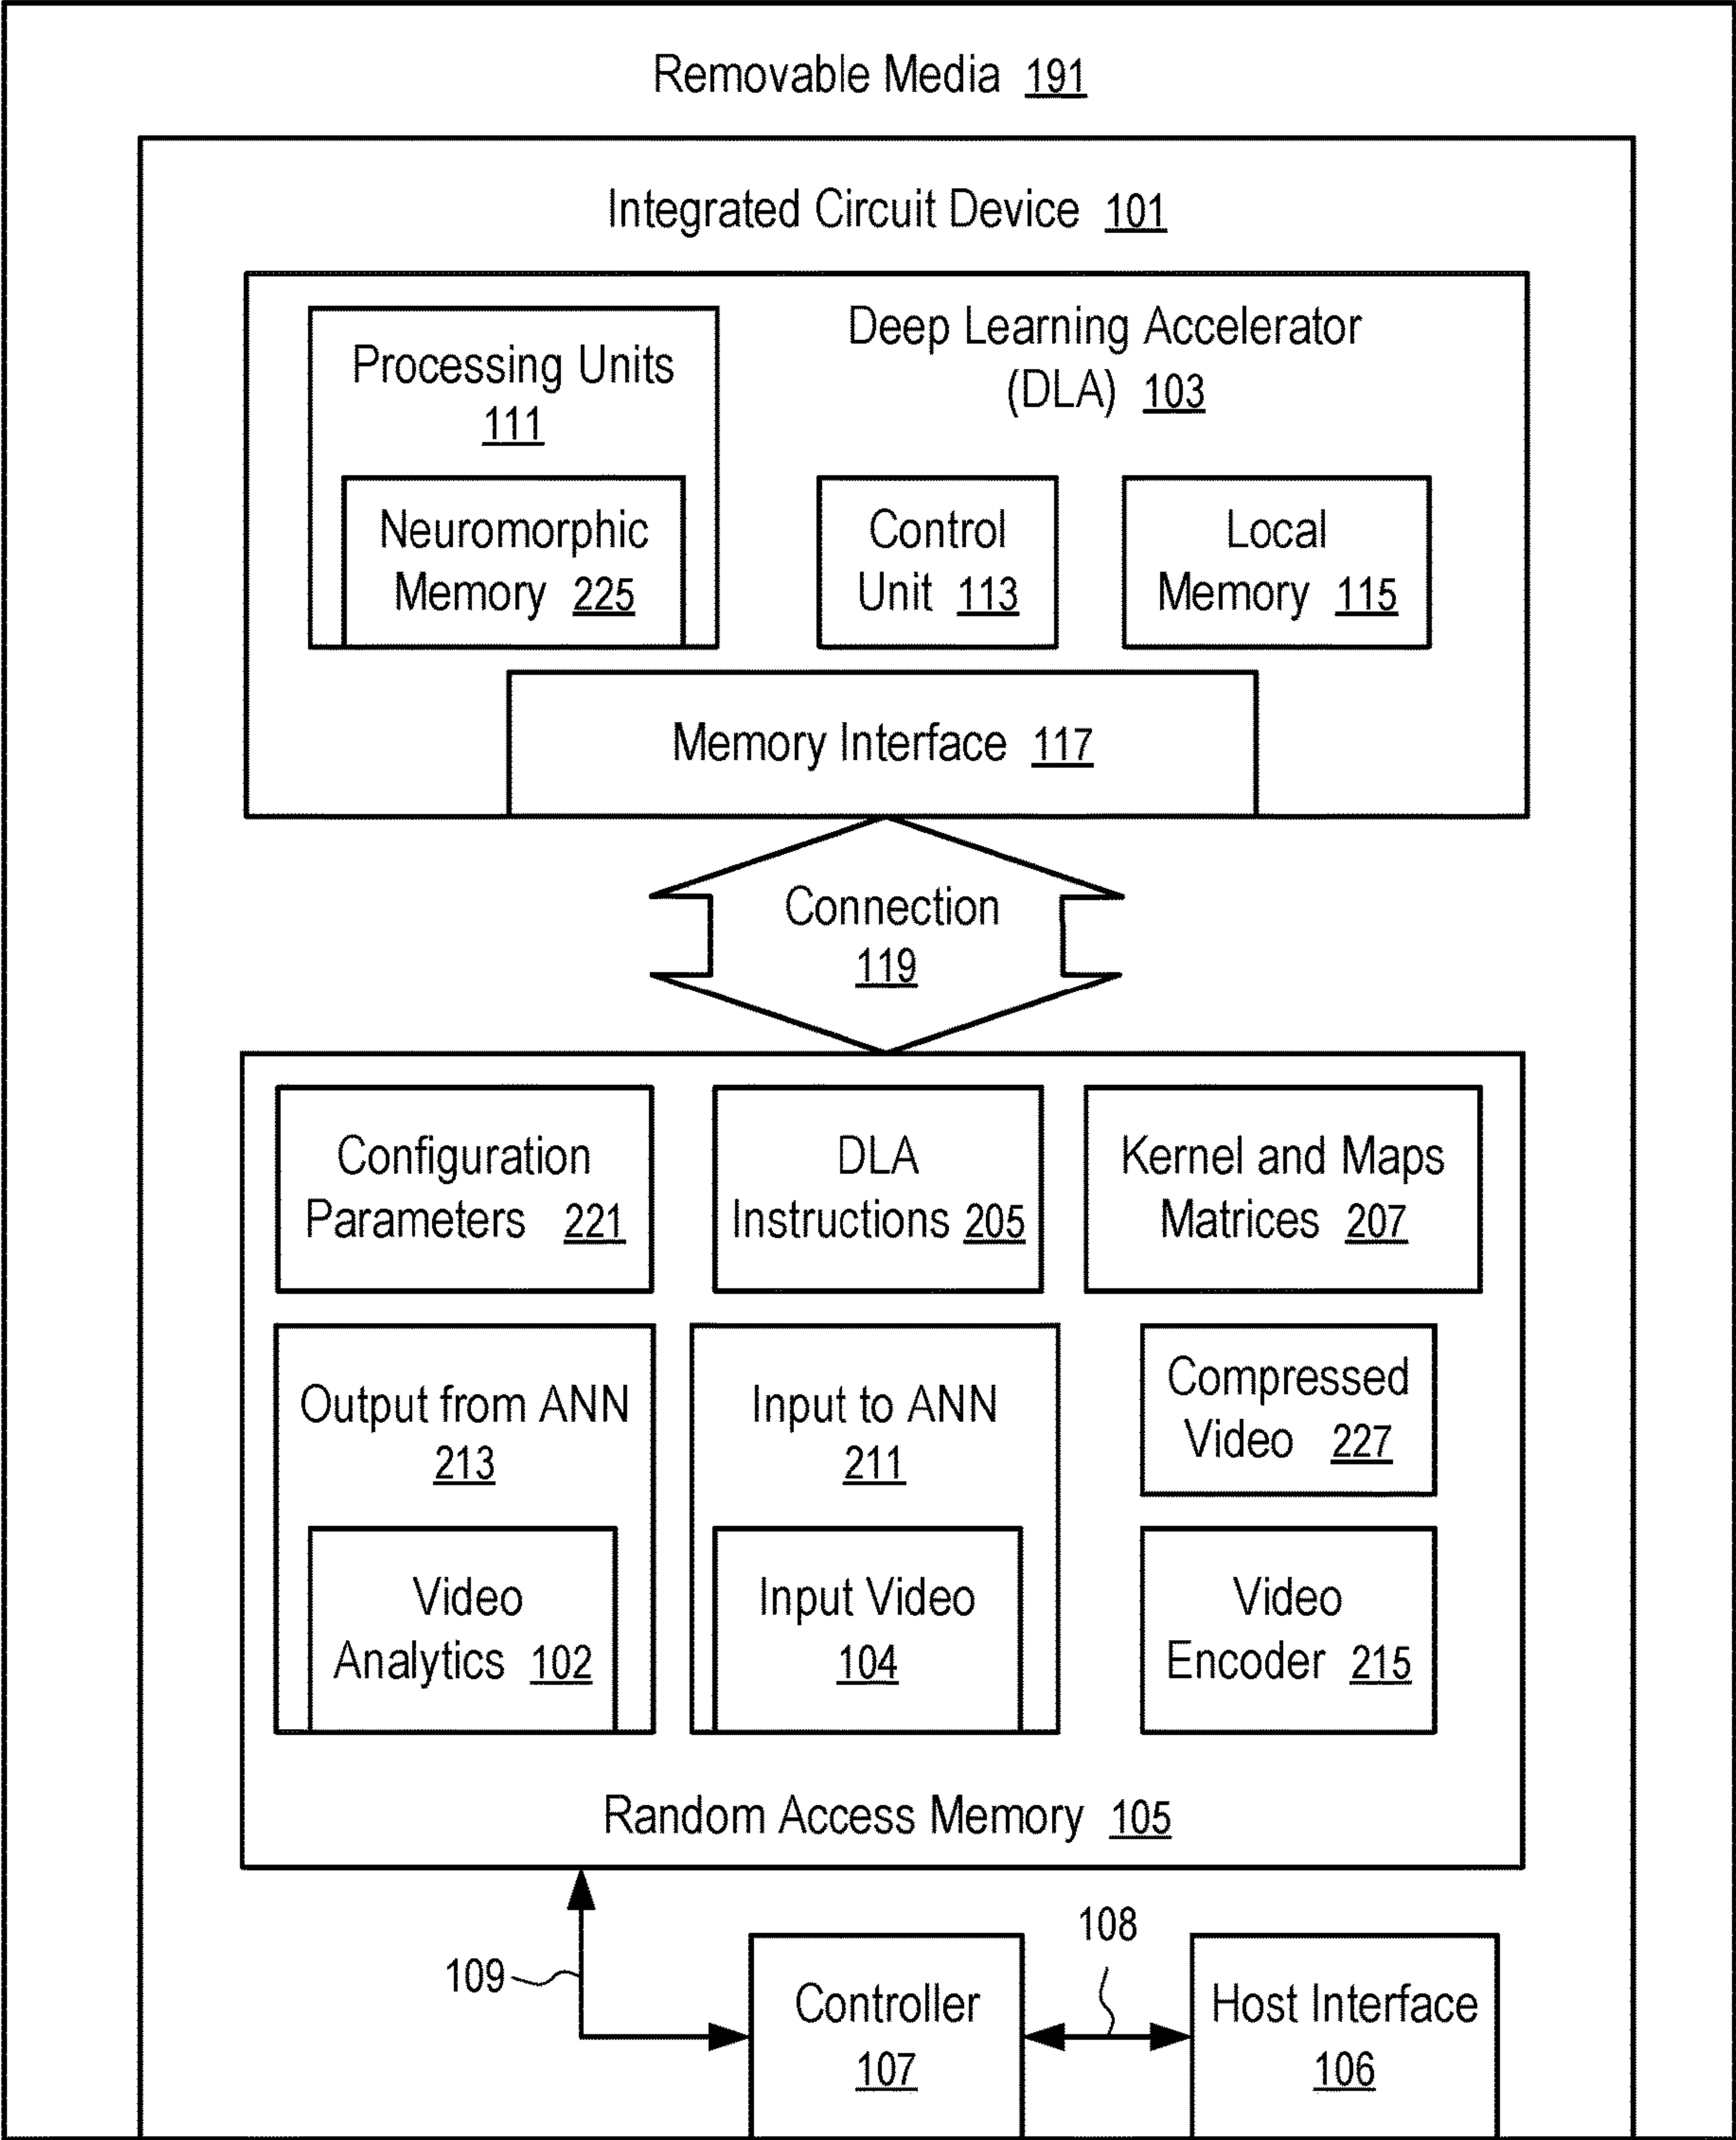 Removable Media 191
Integrated Circuit Device 101
Deep Learning Accelerator
(DLA) 103
Processing Units
111
Neuromorphic
Memory 225
Control
Unit 113
Local
Memory 115
Memory Interface 117
Connection
119
Configuration
Parameters 221
DLA
Instructions 205
Kernel and Maps
Matrices 207
Output from ANN
213
Video
Analytics 102
Input to ANN
211
Input Video
104
Compressed
Video 227
Video
Encoder 215
Random Access Memory 105
109
108
Controller
107
Host Interface
106